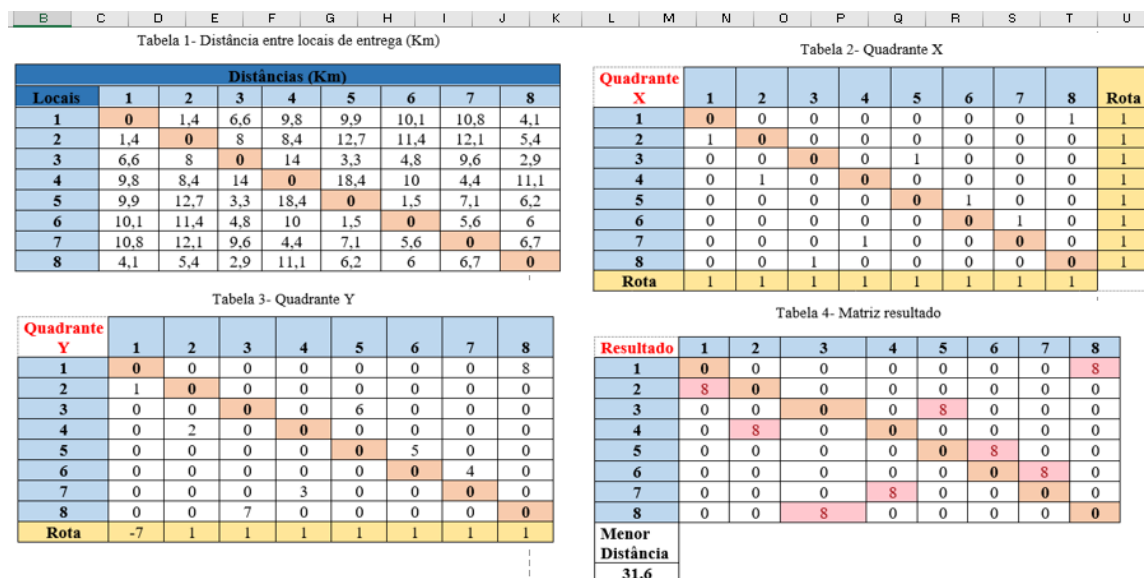 B C D E F G H I J K L M N O P Q R S T U
Tabela 1- Distância entre locais de entrega (Km)
Distâncias (Km)
Locais 1 2 3 4 5 6 7 8
1 0 1,4 6,6 9,8 9,9 10,1 10,8 4,1
2 1,4 0 8 8,4 12,7 11,4 12,1 5,4
3 6,6 8 0 14 3,3 4,8 9,6 2,9
4 9,8 8,4 14 0 18,4 10 4,4 11,1
5 9,9 12,7 3,3 18,4 0 1,5 7,1 6,2
6 10,1 11,4 4,8 10 1,5 0 5,6 6
7 10,8 12,1 9,6 4,4 7,1 5,6 0 6,7
8 4,1 5,4 2,9 11,1 6,2 6 6,7 0
Tabela 2- Quadrante X
Quadrante
X 1 2 3 4 5 6 7 8 Rota
1 0 0 0 0 0 0 0 1 1
2 1 0 0 0 0 0 0 0 1
3 0 0 0 0 1 0 0 0 1
4 0 1 0 0 0 0 0 0 1
5 0 0 0 0 0 1 0 0 1
6 0 0 0 0 0 0 1 0 1
7 0 0 0 1 0 0 0 0 1
8 0 0 1 0 0 0 0 0 1
Rota 1 1 1 1 1 1 1 1
Tabela 3- Quadrante Y
Quadrante
Y 1 2 3 4 5 6 7 8
1 0 0 0 0 0 0 0 8
2 1 0 0 0 0 0 0 0
3 0 0 0 0 6 0 0 0
4 0 2 0 0 0 0 0 0
5 0 0 0 0 0 5 0 0
6 0 0 0 0 0 0 4 0
7 0 0 0 3 0 0 0 0
8 0 0 7 0 0 0 0 0
Rota -7 1 1 1 1 1 1 1
Tabela 4- Matriz resultado
Resultado 1 2 3 4 5 6 7 8
1 0 0 0 0 0 0 0 8
2 8 0 0 0 0 0 0 0
3 0 0 0 0 8 0 0 0
4 0 8 0 0 0 0 0 0
5 0 0 0 0 0 8 0 0
6 0 0 0 0 0 0 8 0
7 0 0 0 8 0 0 0 0
8 0 0 8 0 0 0 0 0
Menor
Distância
31,6